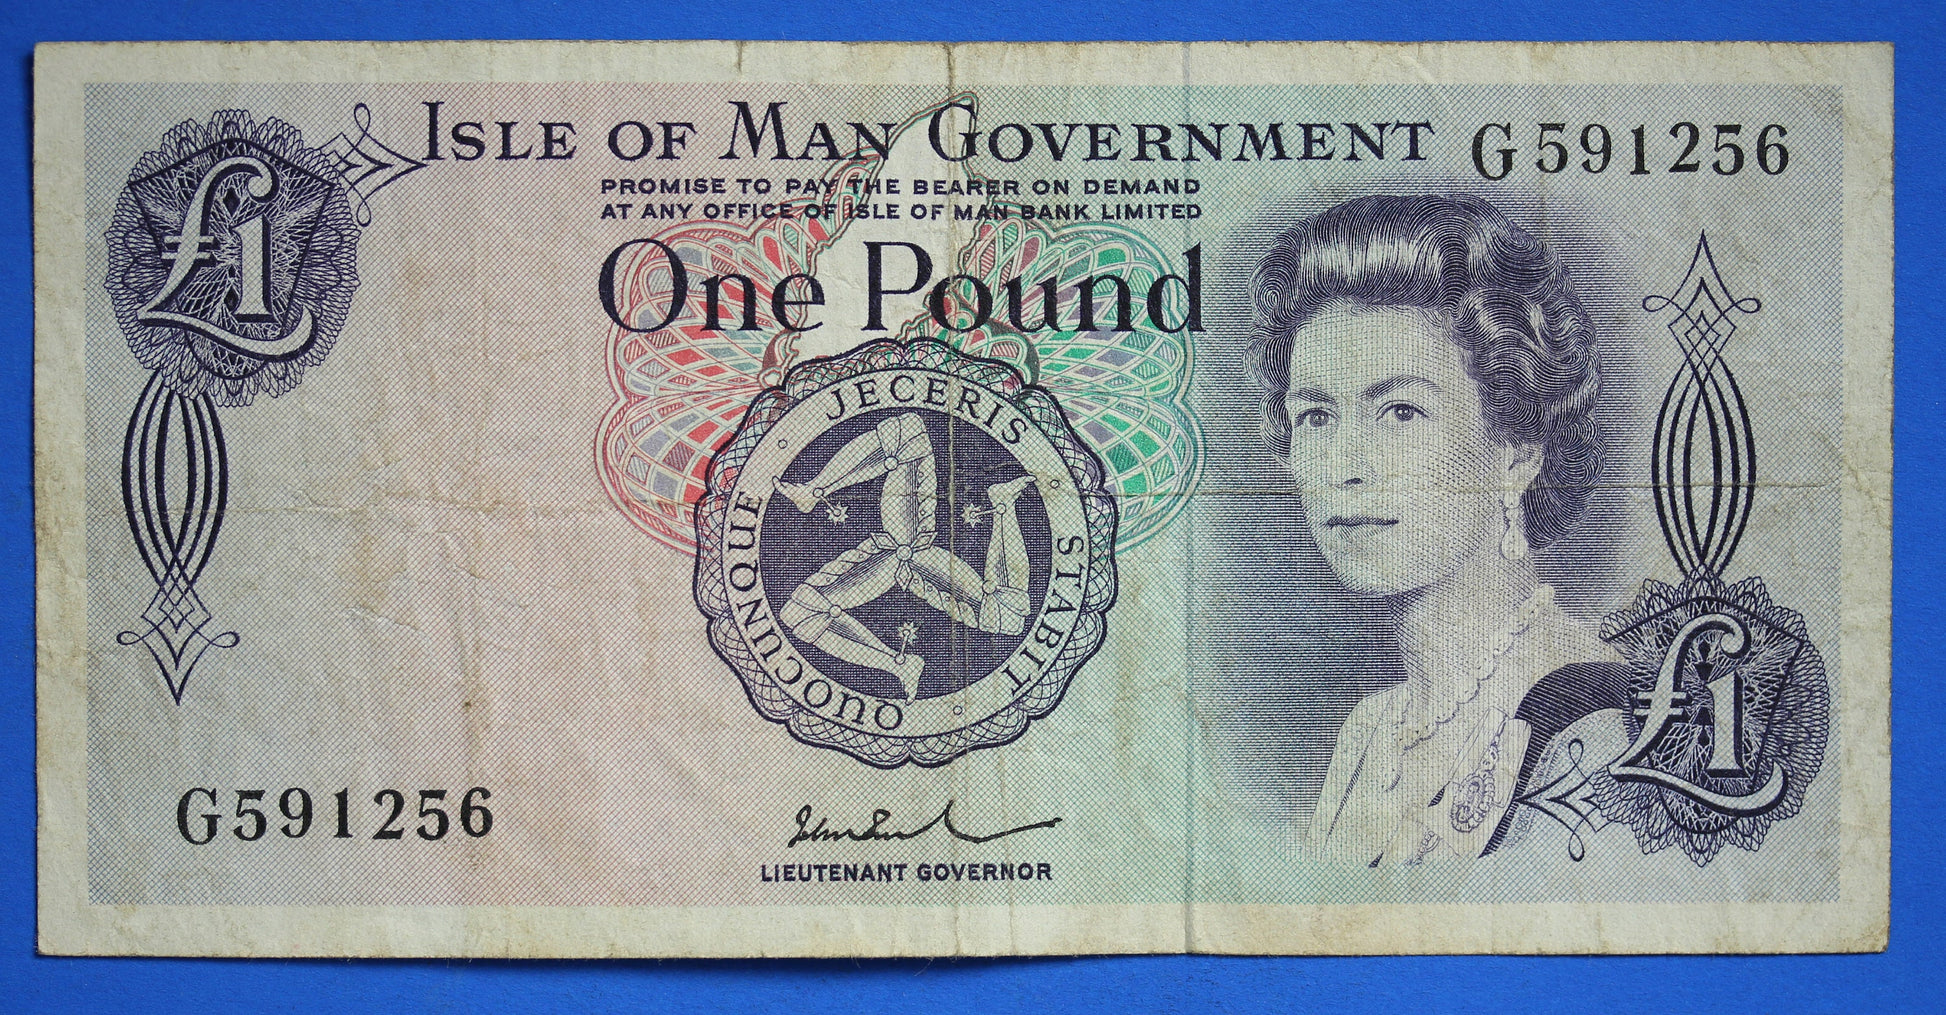 £1
ISLE OF MAN GOVERNMENT
G591256
PROMISE TO PAY THE BEARER ON DEMAND
AT ANY OFFICE OF ISLE OF MAN BANK LIMITED
One Pound
QUOCUNQUE JECERIS STABIT
£1
G591256
LIEUTENANT GOVERNOR